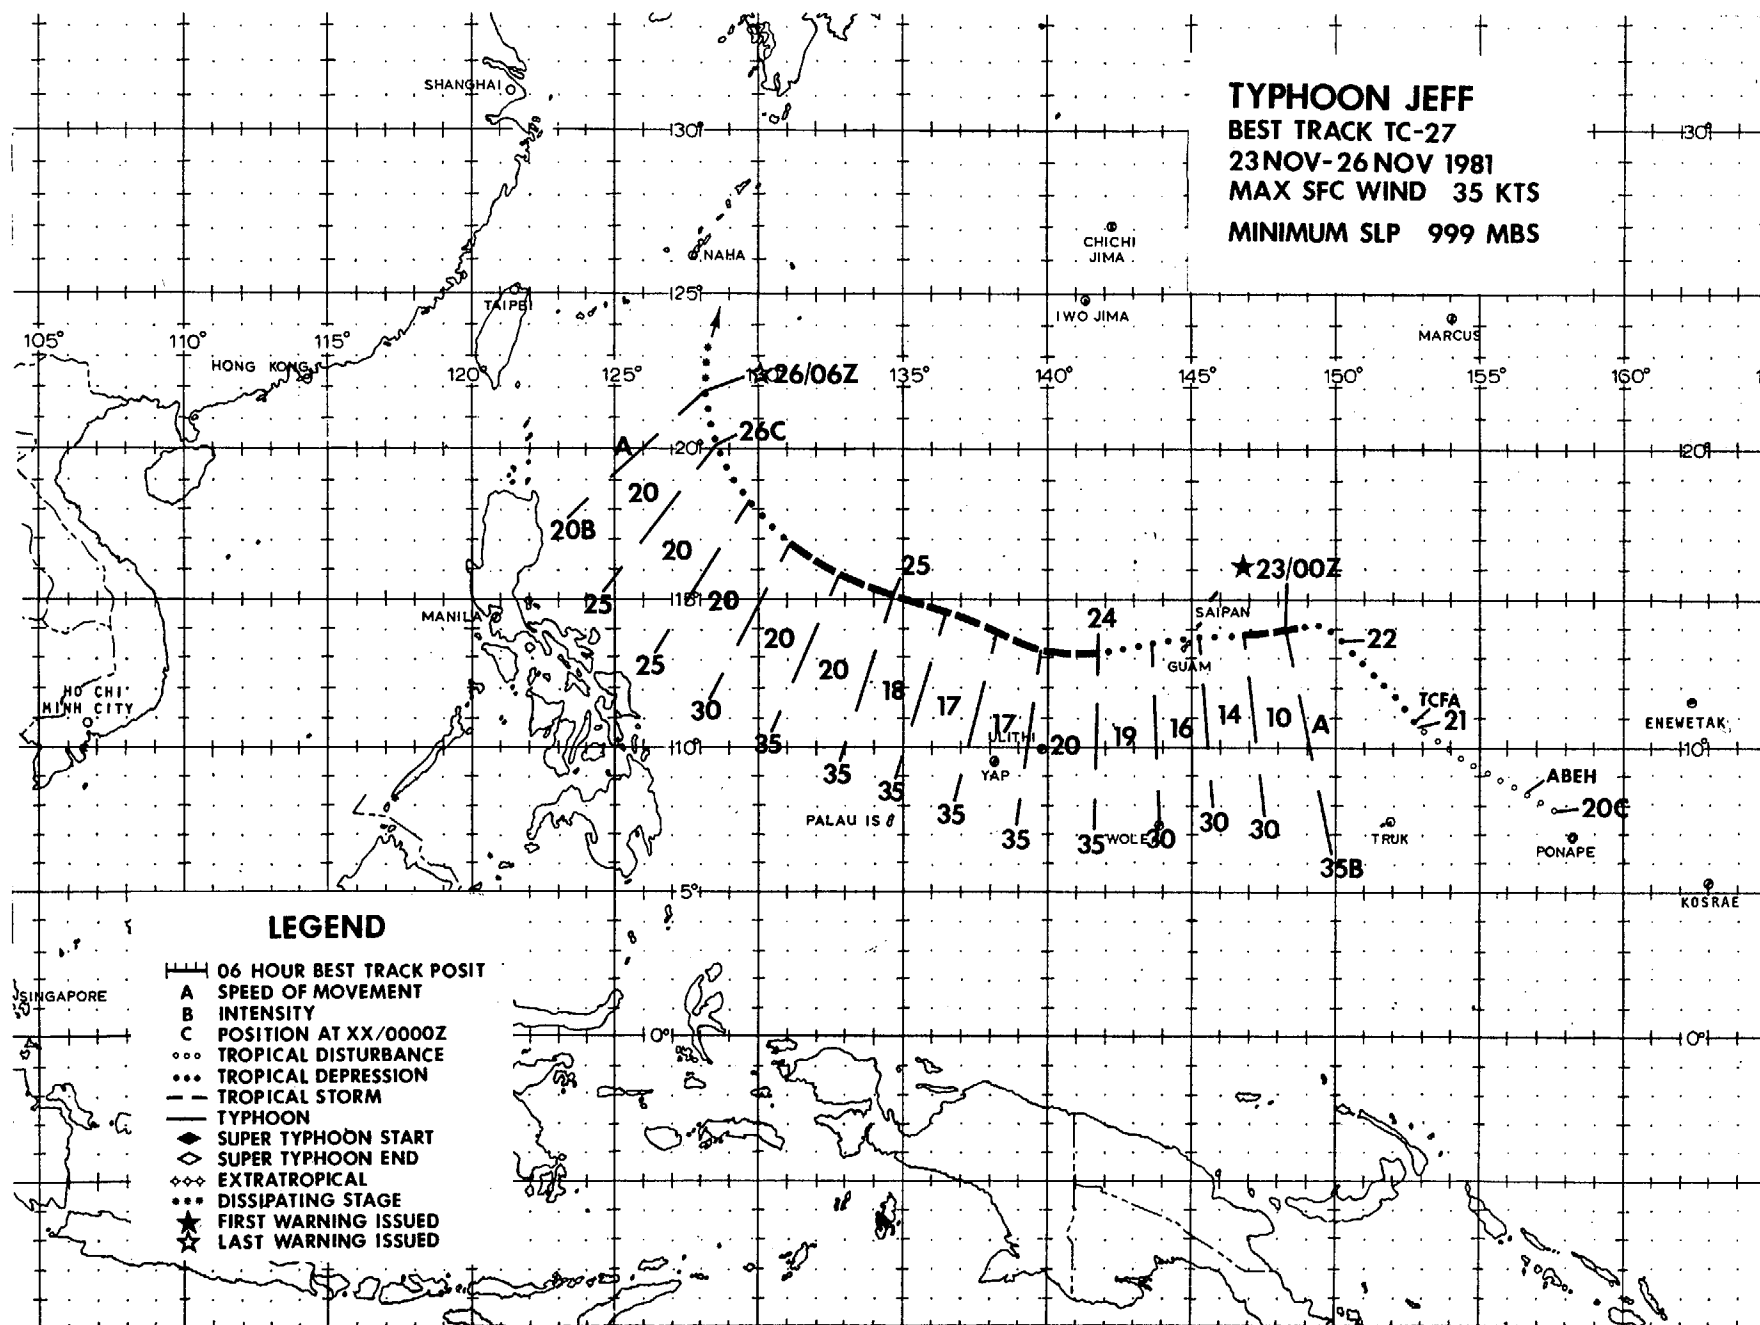 TYPHOON JEFF
BEST TRACK TC-27
23 NOV-26 NOV 1981
MAX SFC WIND 35 KTS
MINIMUM SLP 999 MBS
SHANGHAI
30°
30°
CHICHI
JIMA
NAHA
TAIPEI
25°
IWO JIMA
MARCUS
105°
110°
115°
120°
125°
135°
140°
145°
150°
155°
160°
HONG KONG
26/06Z
26C
A
20°
20°
20
20B
20
25
23/00Z
15°
20
25
MANILA
SAIPAN
24
20
22
25
20
GUAM
HO CHI
MINH CITY
18
17
17
ULITHI
20
19
16
14
10
A
TCFA
21
ENEWETAK
30
35
10°
10°
35
35
35
YAP
ABEH
20C
PALAU IS
35
35
WOLE
30
30
30
TRUK
PONAPE
35B
5°
KOSRAE
LEGEND
06 HOUR BEST TRACK POSIT
A SPEED OF MOVEMENT
B INTENSITY
C POSITION AT XX/0000Z
TROPICAL DISTURBANCE
TROPICAL DEPRESSION
TROPICAL STORM
TYPHOON
SUPER TYPHOON START
SUPER TYPHOON END
EXTRATROPICAL
DISSIPATING STAGE
FIRST WARNING ISSUED
LAST WARNING ISSUED
SINGAPORE
0°
0°